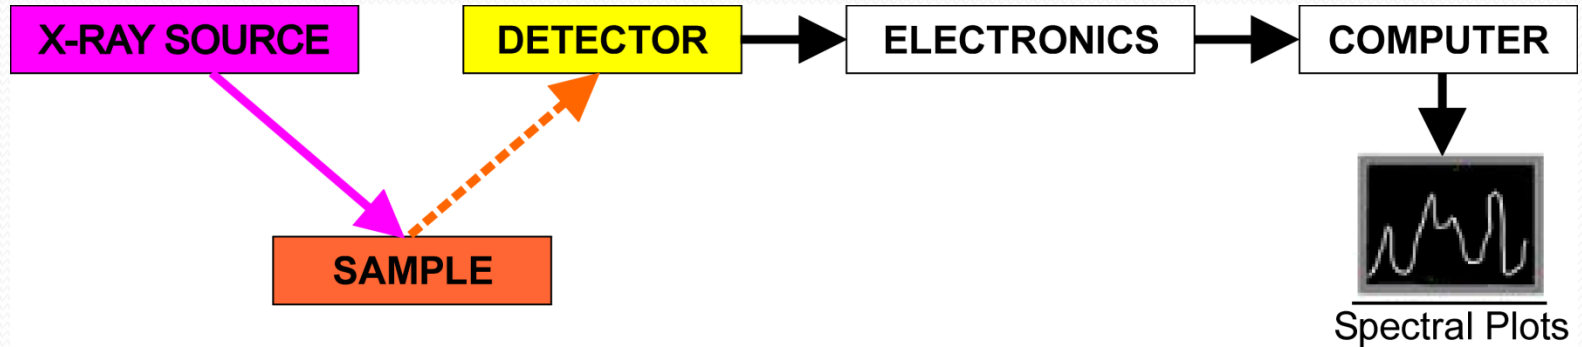 X-RAY SOURCE
DETECTOR
ELECTRONICS
COMPUTER
SAMPLE
Spectral Plots